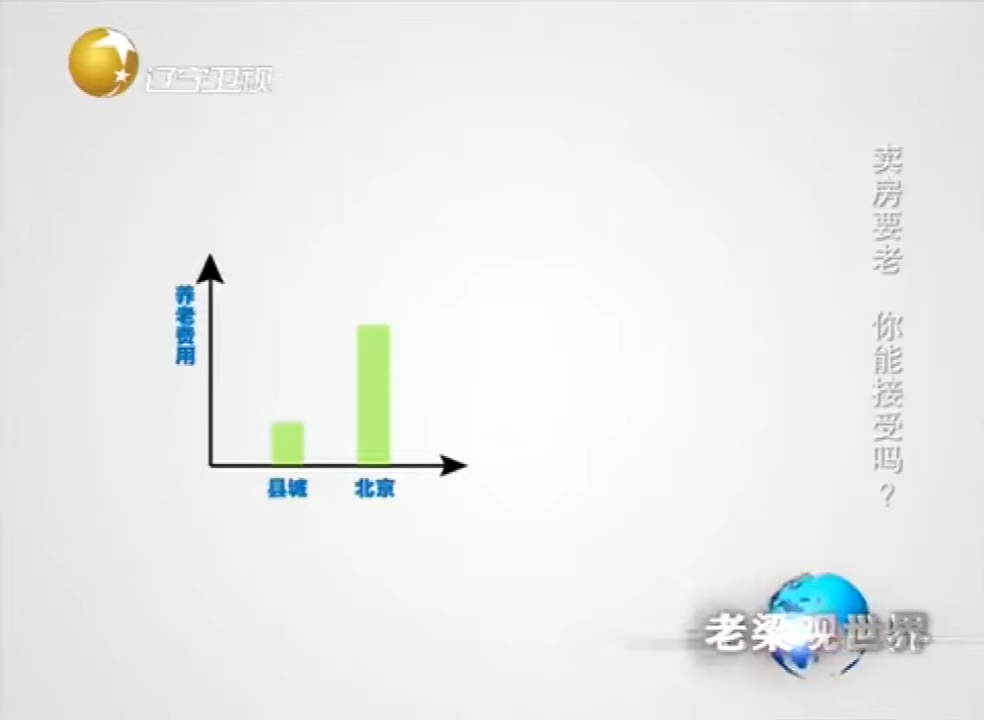 辽宁卫视
卖房要老 你能接受吗？
养老费用
县城
北京
老梁观世界